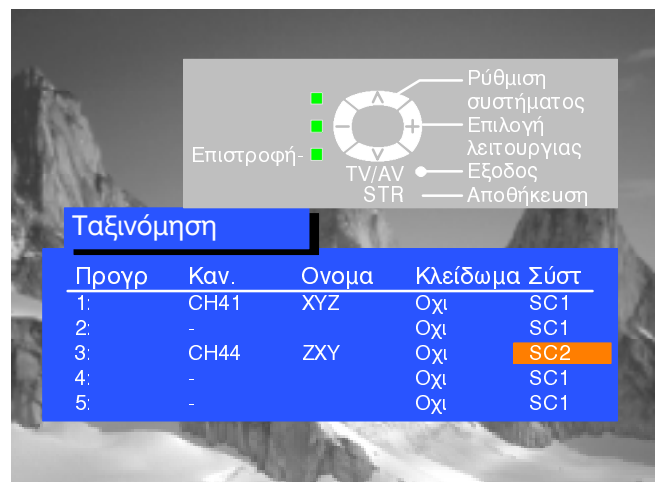 Ρύθμιση
συστήματος
Επιλογή
λειτουργιας
Επιστροφή-
TV/AV Εξοδος
STR Αποθήκευση
Ταξινόμηση
Προγρ Καν. Ονομα Κλείδωμα Σύστ
1: CH41 XYZ Οχι SC1
2: - Οχι SC1
3: CH44 ZXY Οχι SC2
4: - Οχι SC1
5: - Οχι SC1